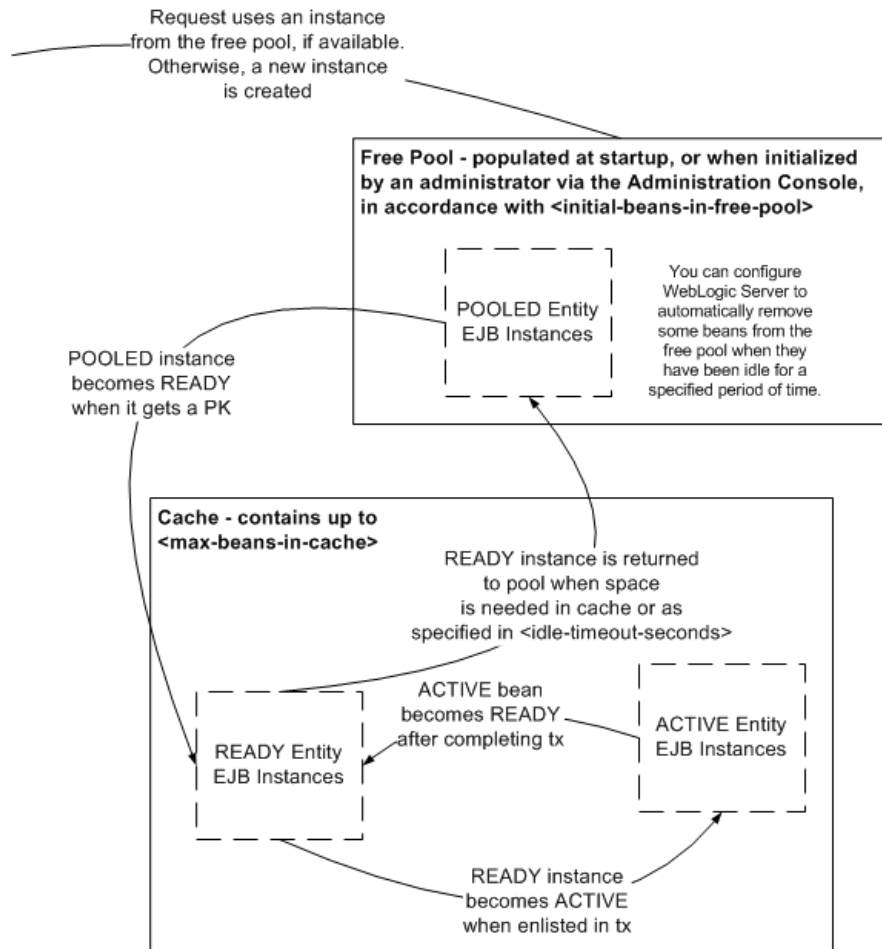 Request uses an instance
from the free pool, if available.
Otherwise, a new instance
is created
Free Pool - populated at startup, or when initialized
by an administrator via the Administration Console,
in accordance with <initial-beans-in-free-pool>
POOLED Entity
EJB Instances
You can configure
WebLogic Server to
automatically remove
some beans from the
free pool when they
have been idle for a
specified period of time.
POOLED instance
becomes READY
when it gets a PK
Cache - contains up to
<max-beans-in-cache>
READY instance is returned
to pool when space
is needed in cache or as
specified in <idle-timeout-seconds>
ACTIVE bean
becomes READY
after completing tx
ACTIVE Entity
EJB Instances
READY Entity
EJB Instances
READY instance
becomes ACTIVE
when enlisted in tx